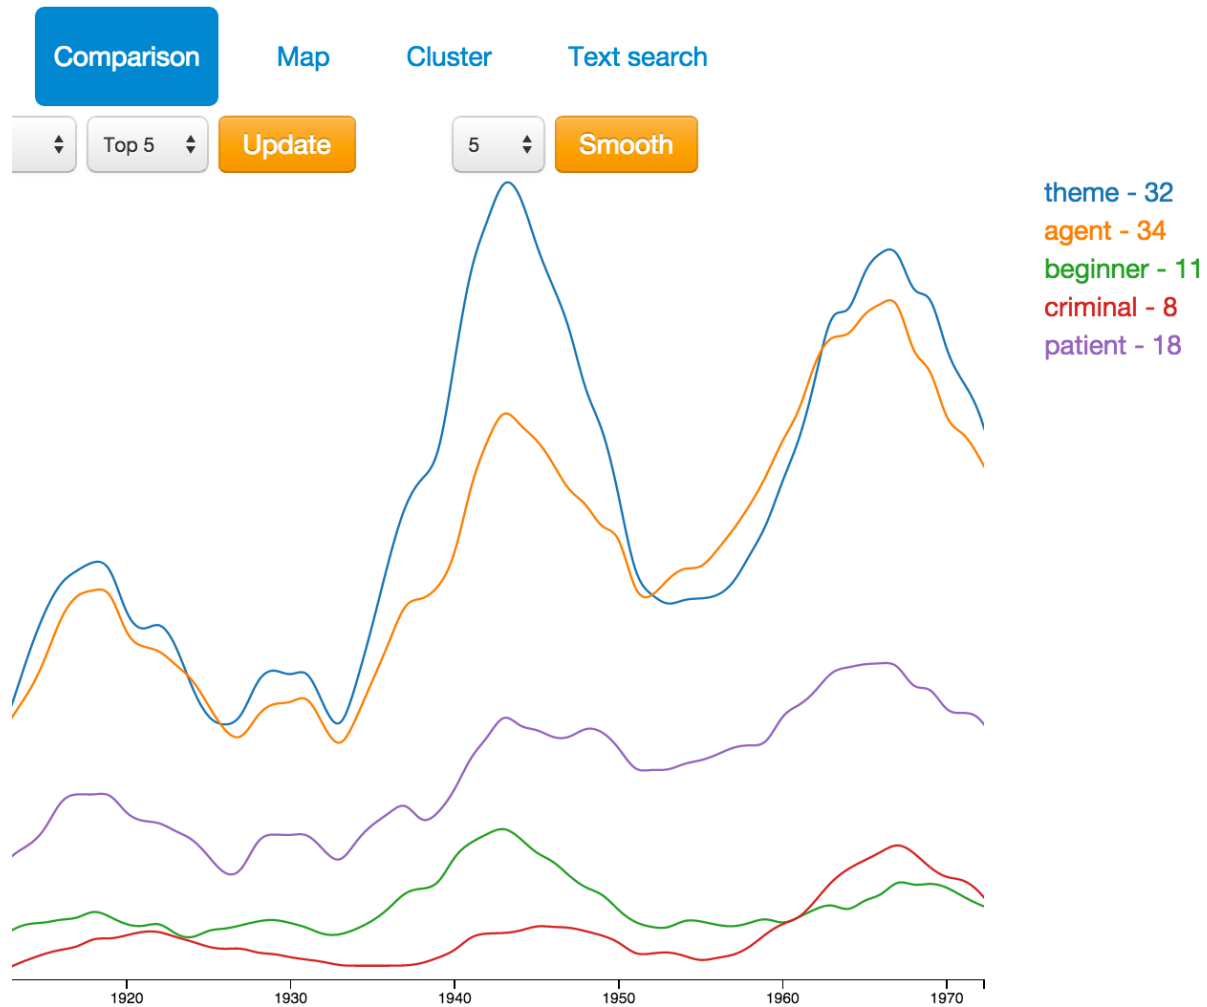 Comparison Map Cluster Text search
Top 5 Update 5 Smooth
theme - 32
agent - 34
beginner - 11
criminal - 8
patient - 18
1920 1930 1940 1950 1960 1970